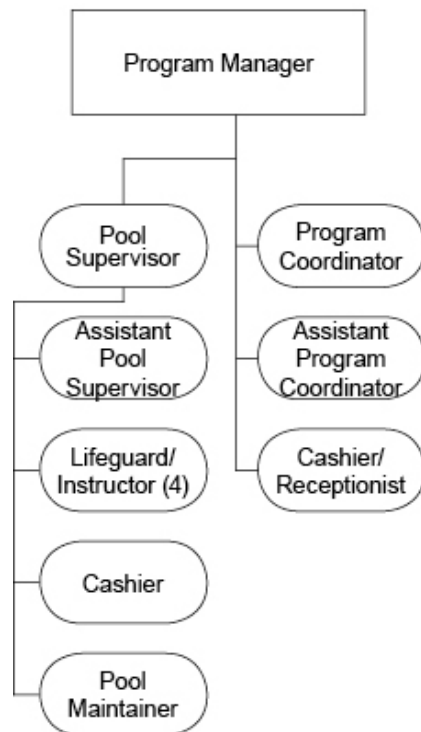 Program Manager
Pool
Supervisor
Program
Coordinator
Assistant
Pool
Supervisor
Assistant
Program
Coordinator
Lifeguard/
Instructor (4)
Cashier/
Receptionist
Cashier
Pool
Maintainer